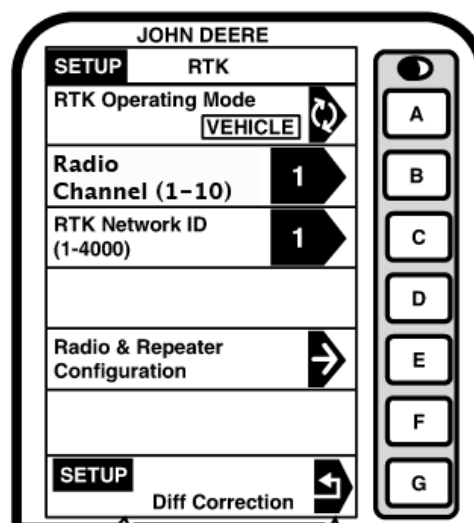 JOHN DEERE
SETUP RTK
RTK Operating Mode
VEHICLE
A
Radio
Channel (1-10)
1
B
RTK Network ID
(1-4000)
1
C
D
Radio & Repeater
Configuration
E
F
SETUP
Diff Correction
G